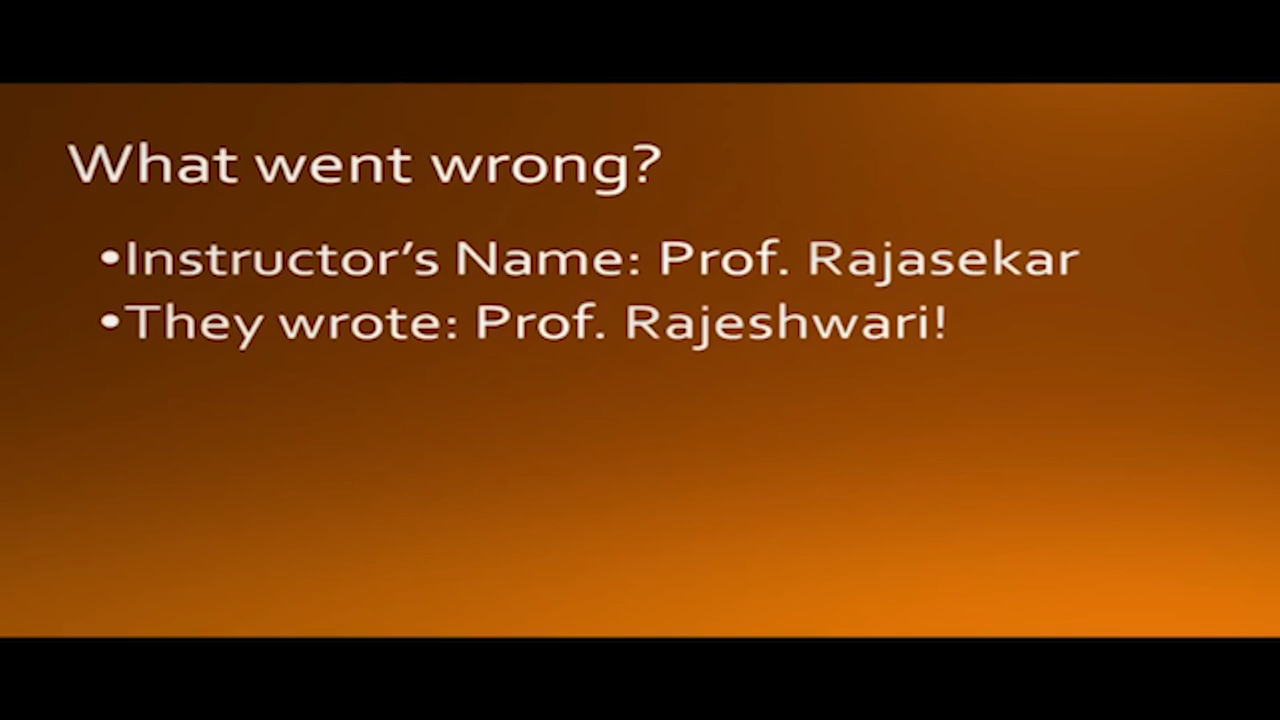 What went wrong?
•Instructor’s Name: Prof. Rajasekar
•They wrote: Prof. Rajeshwari!